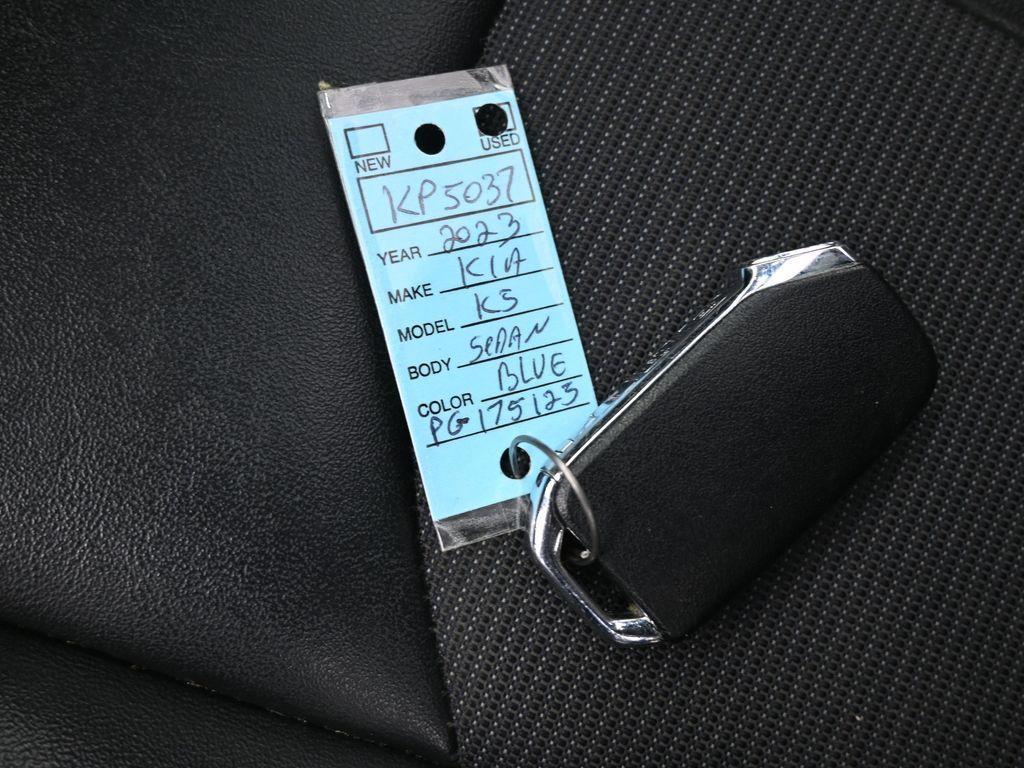 NEW USED
KP5037
YEAR 2023
MAKE KIA
MODEL K5
BODY SeDAN
COLOR BLUE
PG175123